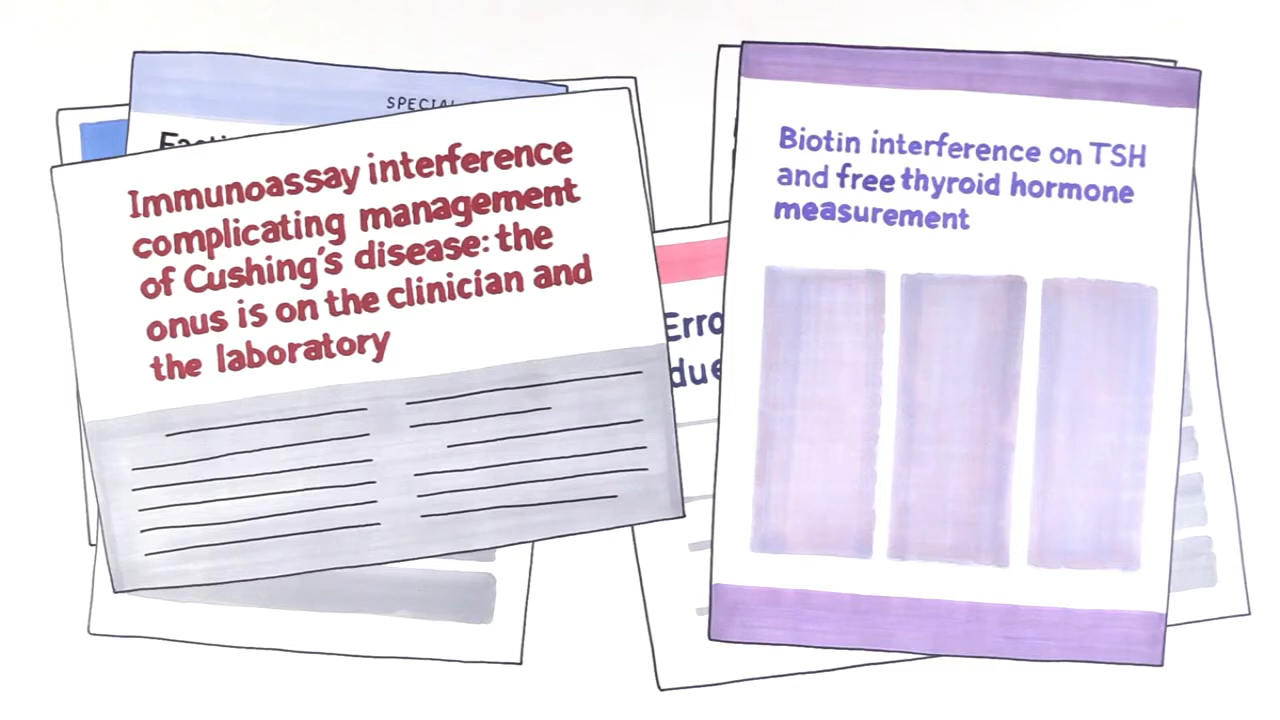 Immunoassay interference
complicating management
of Cushing's disease: the
onus is on the clinician and
the laboratory
Biotin interference on TSH
and free thyroid hormone
measurement
due